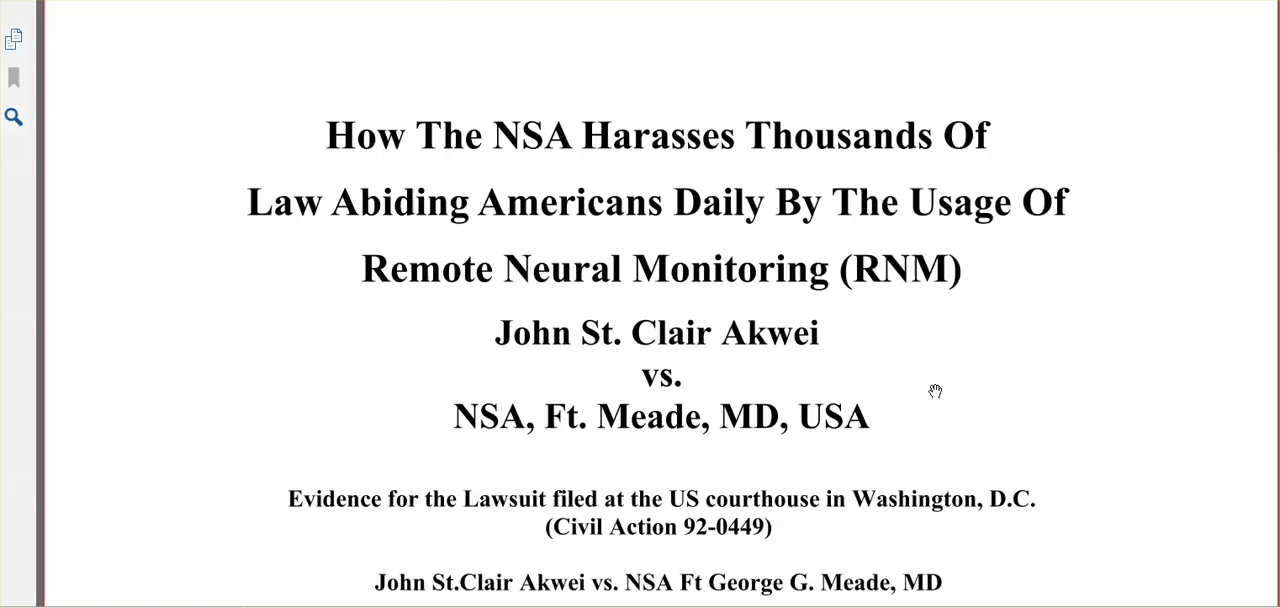 How The NSA Harasses Thousands Of
Law Abiding Americans Daily By The Usage Of
Remote Neural Monitoring (RNM)
John St. Clair Akwei
vs.
NSA, Ft. Meade, MD, USA
Evidence for the Lawsuit filed at the US courthouse in Washington, D.C.
(Civil Action 92-0449)
John St.Clair Akwei vs. NSA Ft George G. Meade, MD